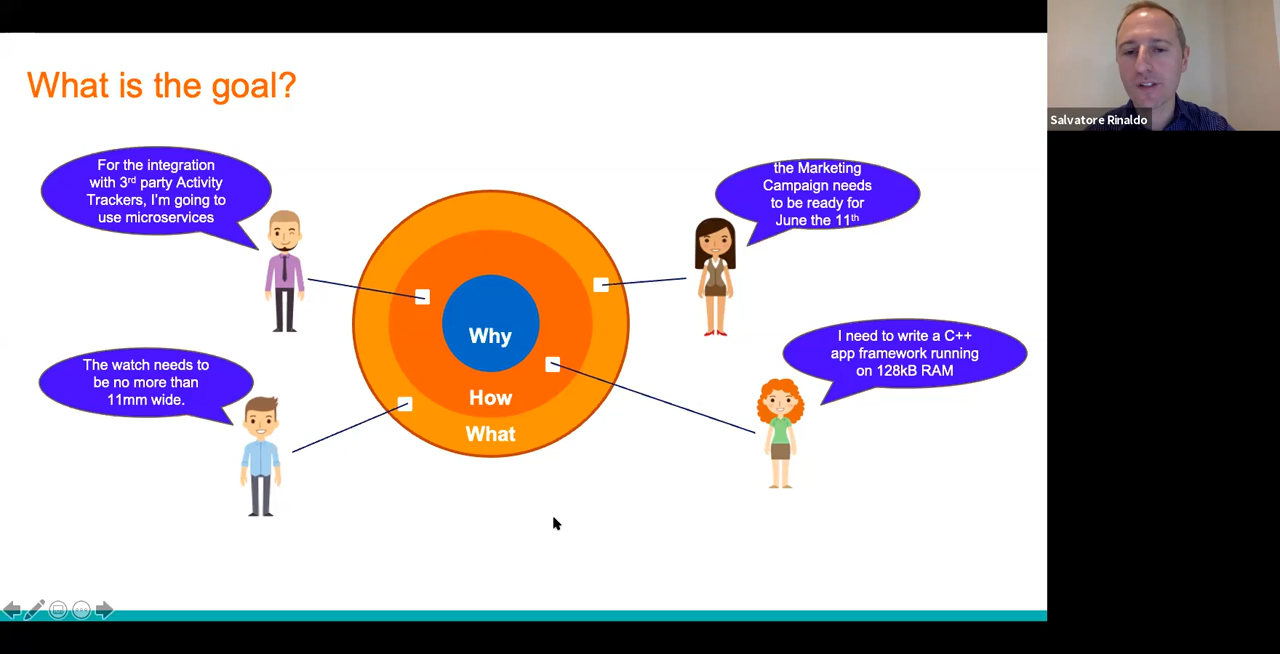 What is the goal?
For the integration
with 3rd party Activity
Trackers, I'm going to
use microservices
the Marketing
Campaign needs
to be ready for
June the 11th
The watch needs to
be no more than
11mm wide.
I need to write a C++
app framework running
on 128kB RAM
Why
How
What
Salvatore Rinaldo